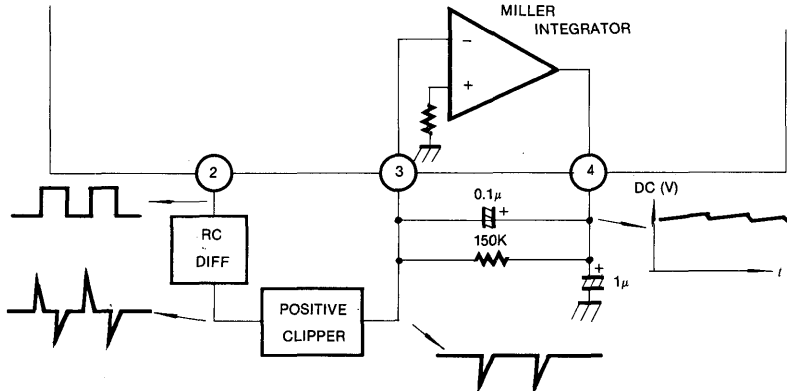 MILLER
INTEGRATOR
−
+
2
3
4
DC (V)
0.1μ
+
150K
RC
DIFF
+
1μ
t
POSITIVE
CLIPPER